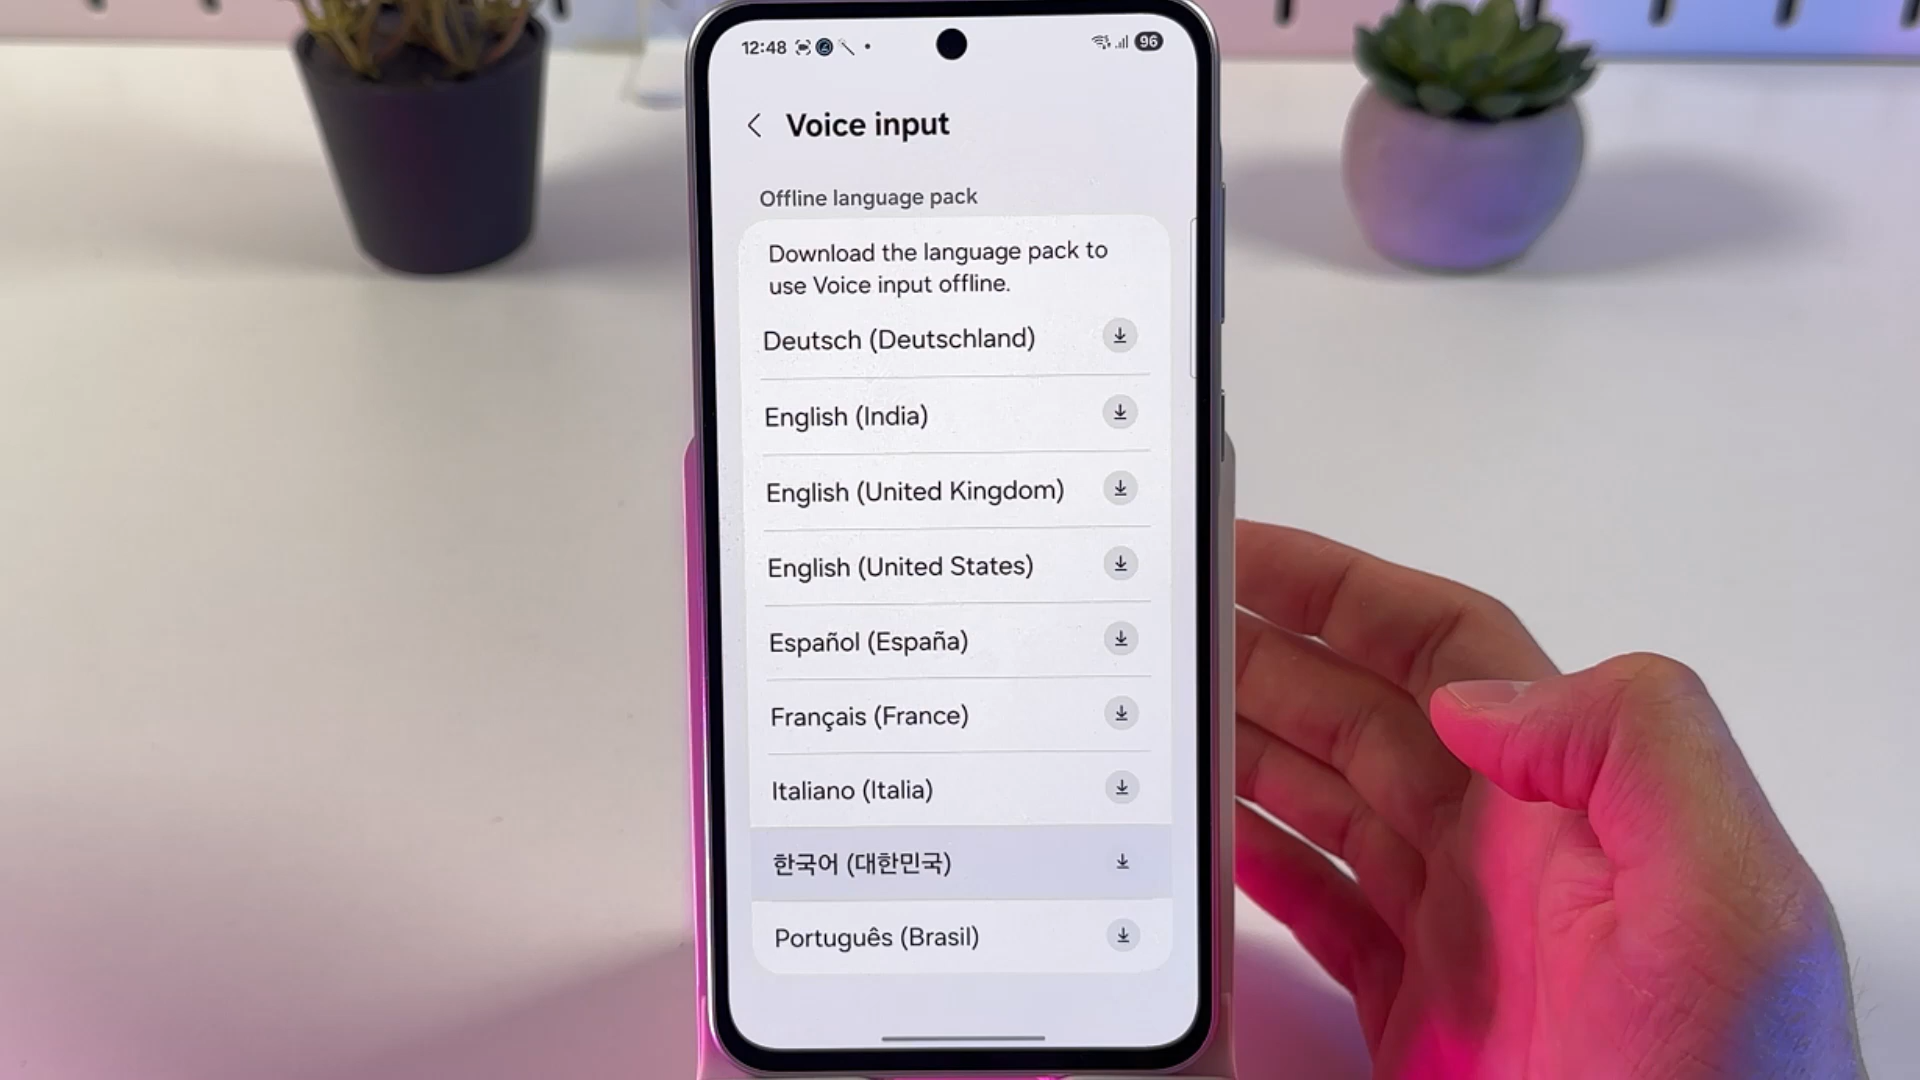 12:48
96
Voice input
Offline language pack
Download the language pack to
use Voice input offline.
Deutsch (Deutschland)
English (India)
English (United Kingdom)
English (United States)
Español (España)
Français (France)
Italiano (Italia)
한국어 (대한민국)
Português (Brasil)